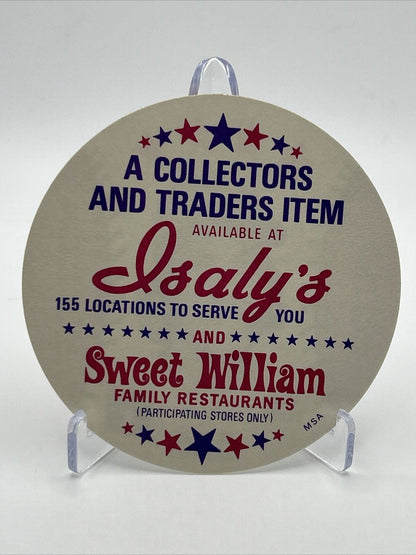 A COLLECTORS
AND TRADERS ITEM
AVAILABLE AT
Isaly's
155 LOCATIONS TO SERVE YOU
AND
Sweet William
FAMILY RESTAURANTS
(PARTICIPATING STORES ONLY)
MSA